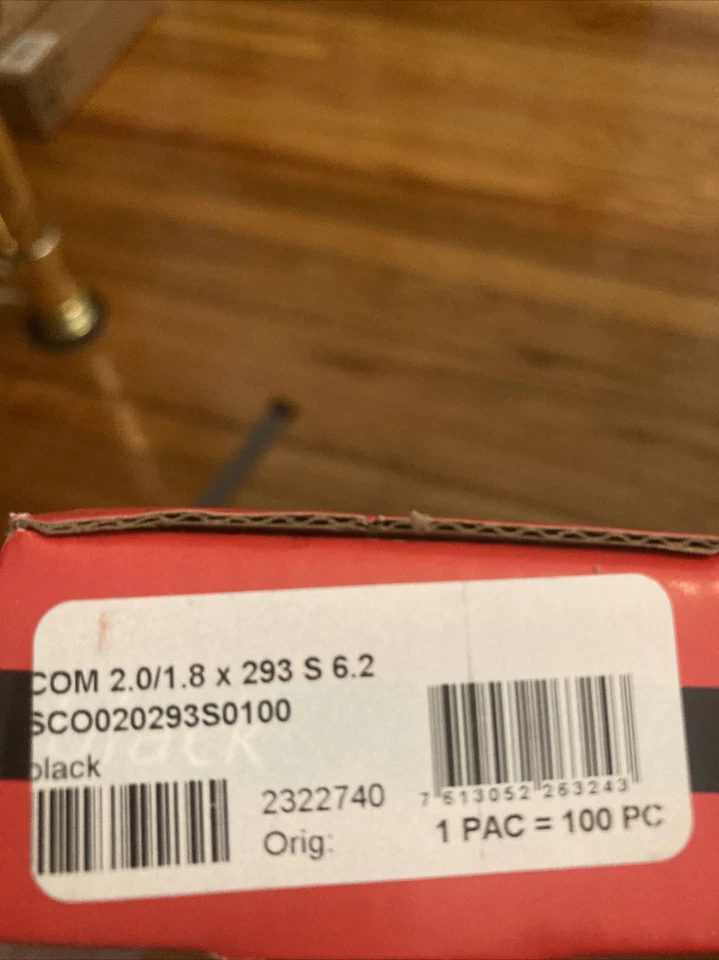 COM 2.0/1.8 x 293 S 6.2
SCO020293S0100
black
2322740
Orig:
7 613052 263243
1 PAC = 100 PC